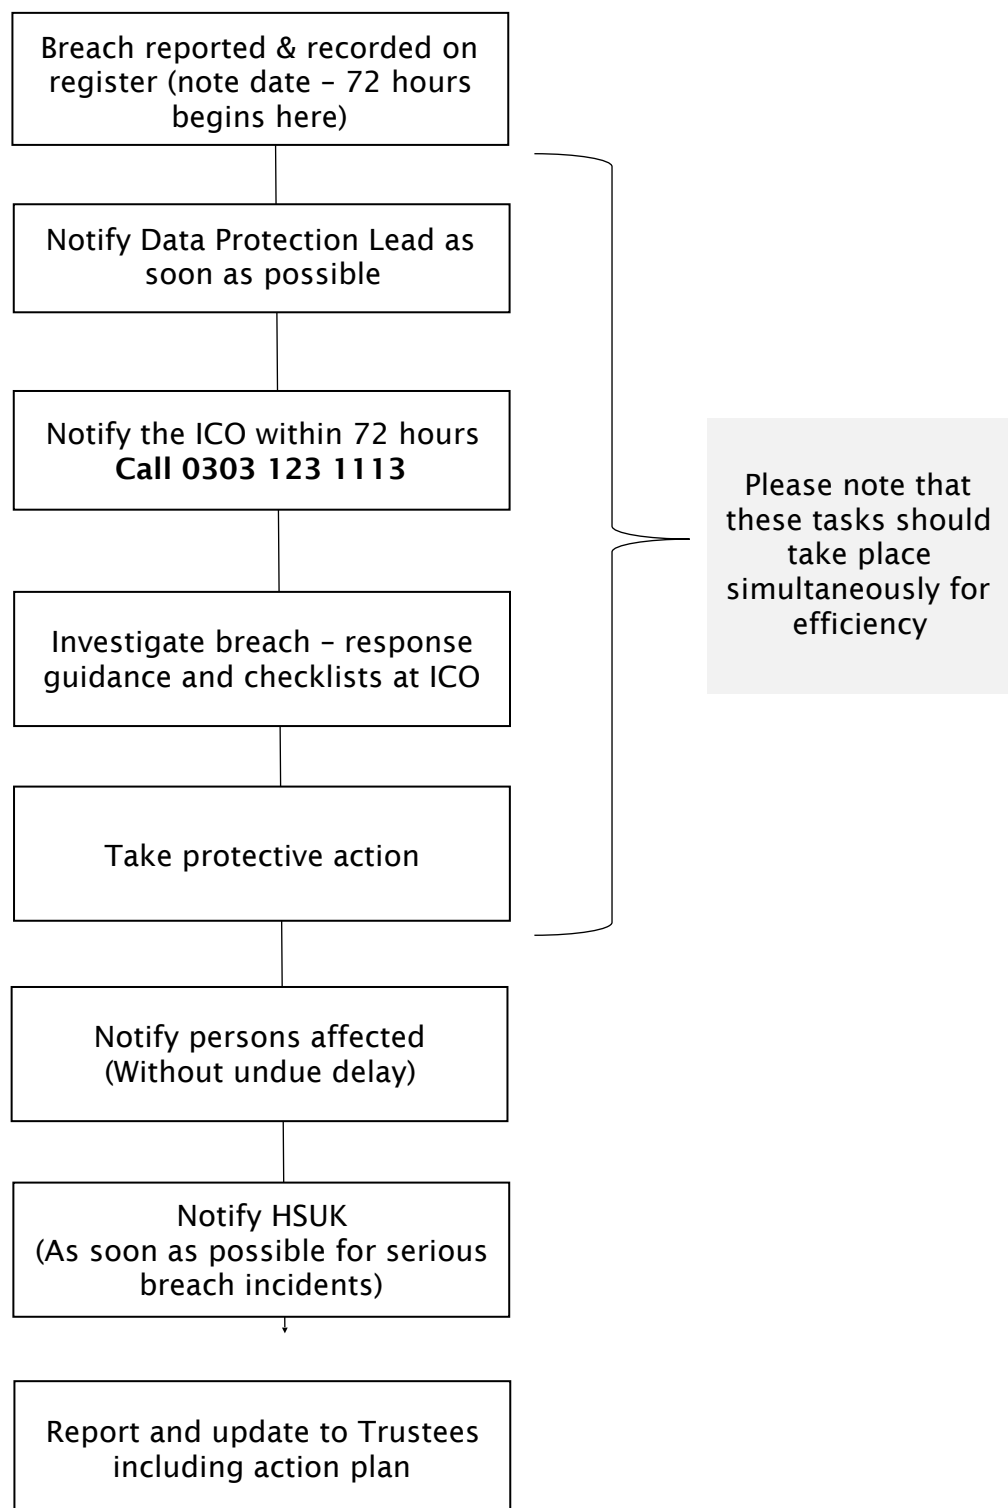 Breach reported & recorded on
register (note date – 72 hours
begins here)
Notify Data Protection Lead as
soon as possible
Notify the ICO within 72 hours
Call 0303 123 1113
Please note that
these tasks should
take place
simultaneously for
efficiency
Investigate breach – response
guidance and checklists at ICO
Take protective action
Notify persons affected
(Without undue delay)
Notify HSUK
(As soon as possible for serious
breach incidents)
Report and update to Trustees
including action plan